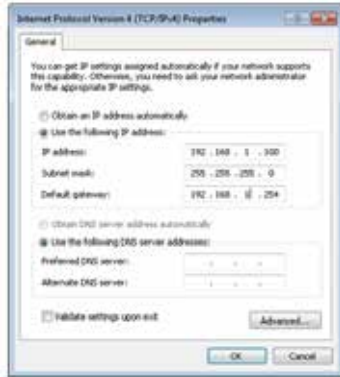 Internet Protocol Version 4 (TCP/IPv4) Properties
General
You can get IP settings assigned automatically if your network supports
this capability. Otherwise, you need to ask your network administrator
for the appropriate IP settings.
Obtain an IP address automatically
Use the following IP address:
IP address: 192 . 168 . 1 . 100
Subnet mask: 255 . 255 . 255 . 0
Default gateway: 192 . 168 . 1 . 254
Obtain DNS server address automatically
Use the following DNS server addresses:
Preferred DNS server: . . .
Alternate DNS server: . . .
Validate settings upon exit
Advanced...
OK Cancel